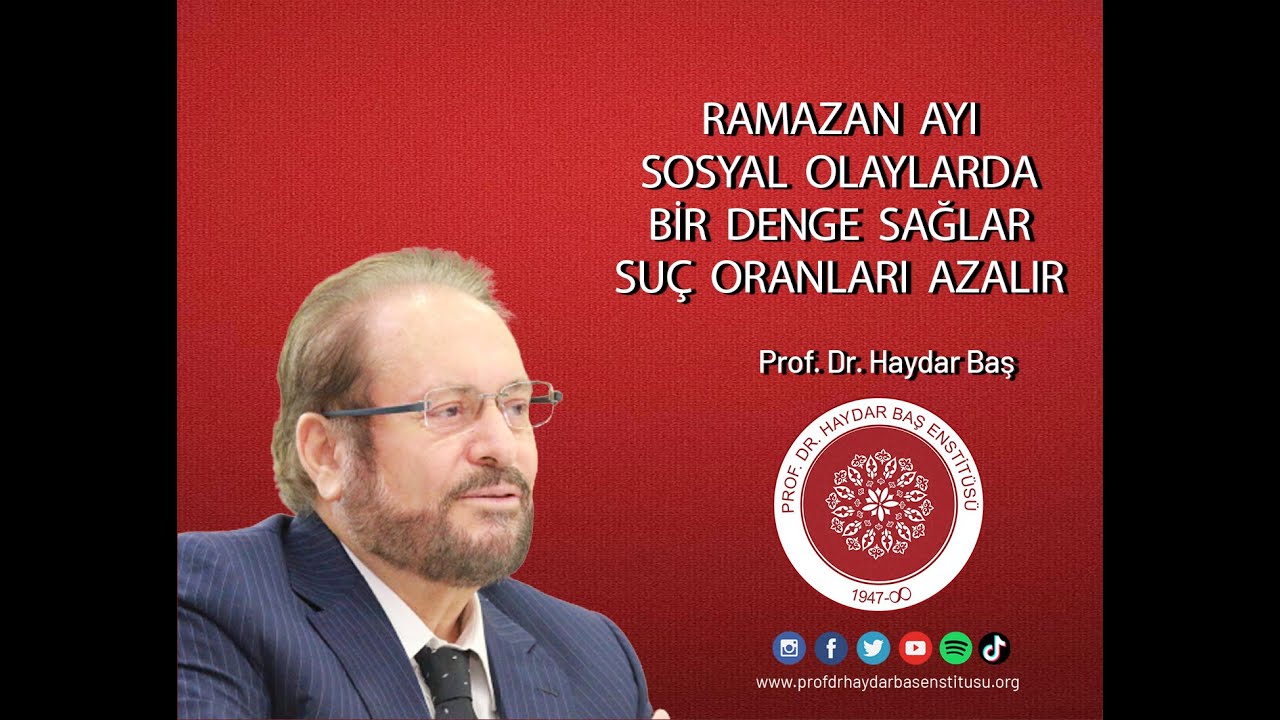 RAMAZAN AYI
SOSYAL OLAYLARDA
BİR DENGE SAĞLAR
SUÇ ORANLARI AZALIR
Prof. Dr. Haydar Baş
PROF. DR. HAYDAR BAŞ ENSTİTÜSÜ
1947-∞
www.profdrhaydarbasenstitusu.org